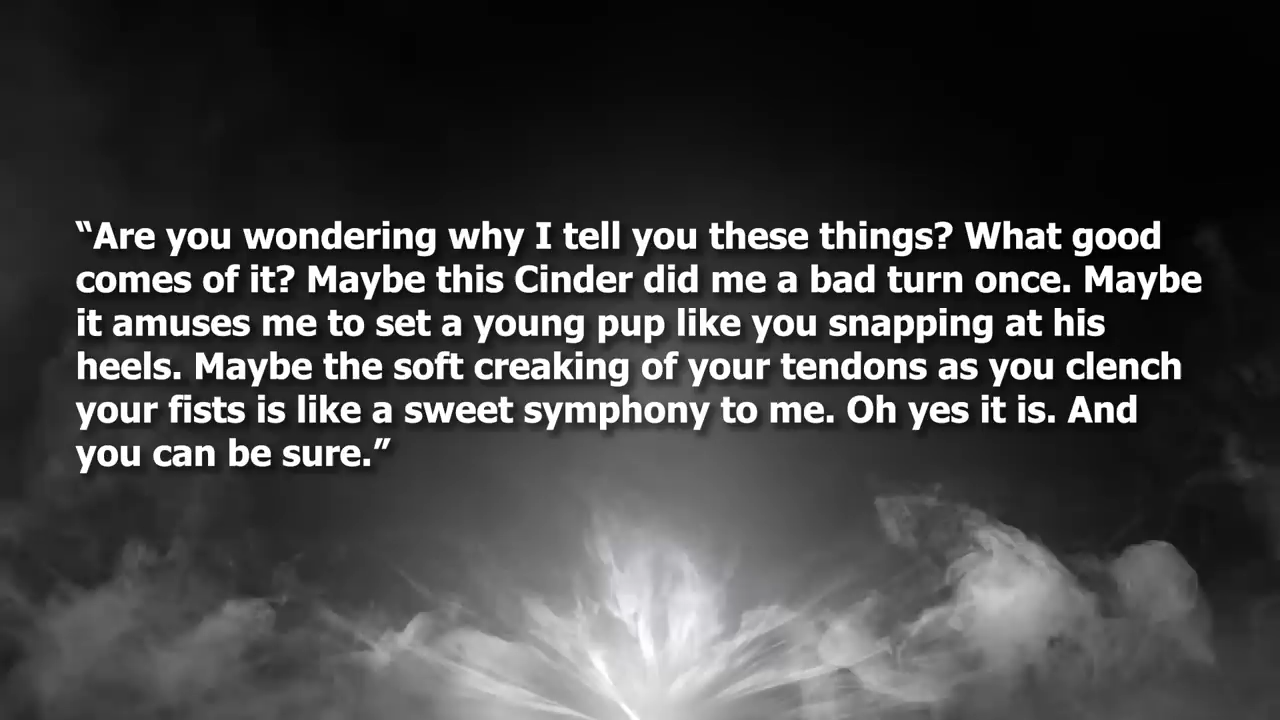 “Are you wondering why I tell you these things? What good
comes of it? Maybe this Cinder did me a bad turn once. Maybe
it amuses me to set a young pup like you snapping at his
heels. Maybe the soft creaking of your tendons as you clench
your fists is like a sweet symphony to me. Oh yes it is. And
you can be sure.”